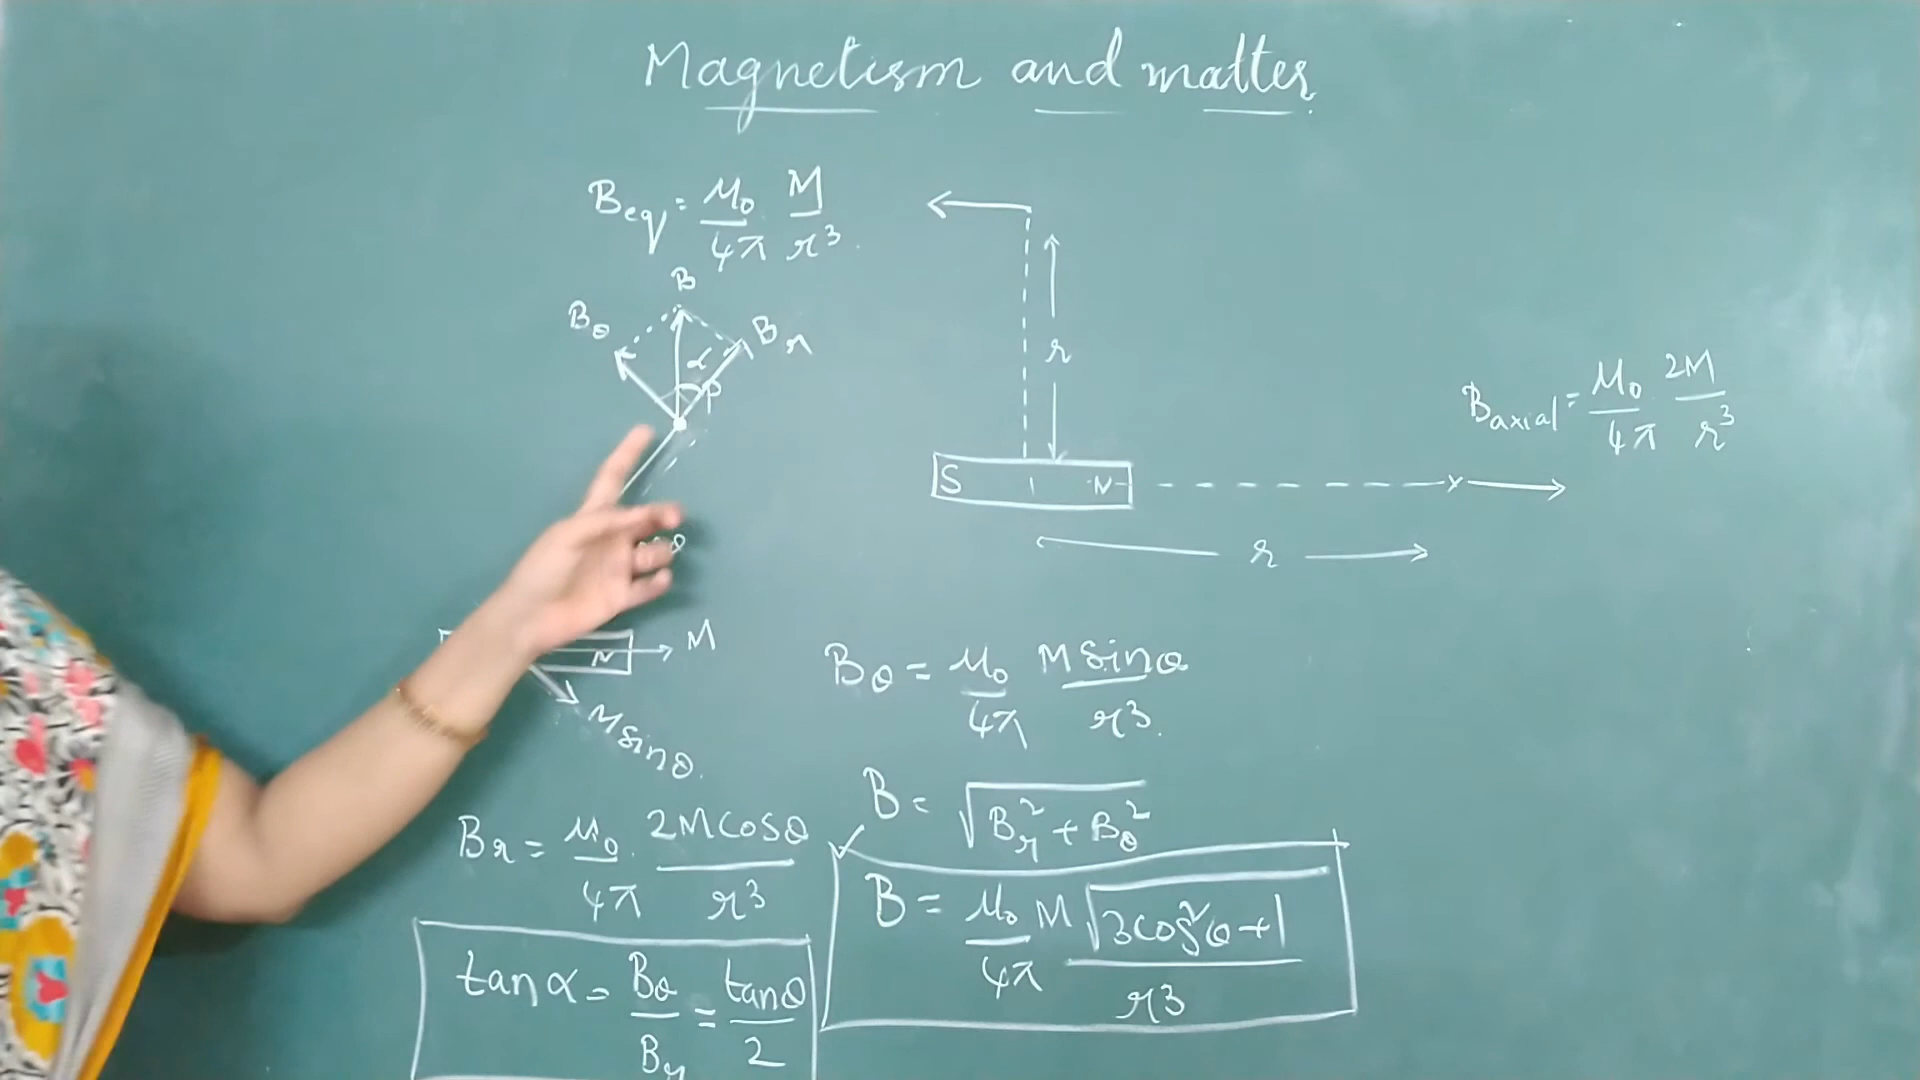 Magnetism and matter
Beq = μ₀/4π M/r³
B
Bθ
Br
α
P
r
Baxial = μ₀/4π 2M/r³
S N
r
N M
M sinθ
Bθ = μ₀/4π M sinθ/r³
B = √(Br² + Bθ²)
Br = μ₀/4π 2M cosθ/r³
B = μ₀/4π M √(3cos²θ+1)/r³
tan α = Bθ/Br = tanθ/2